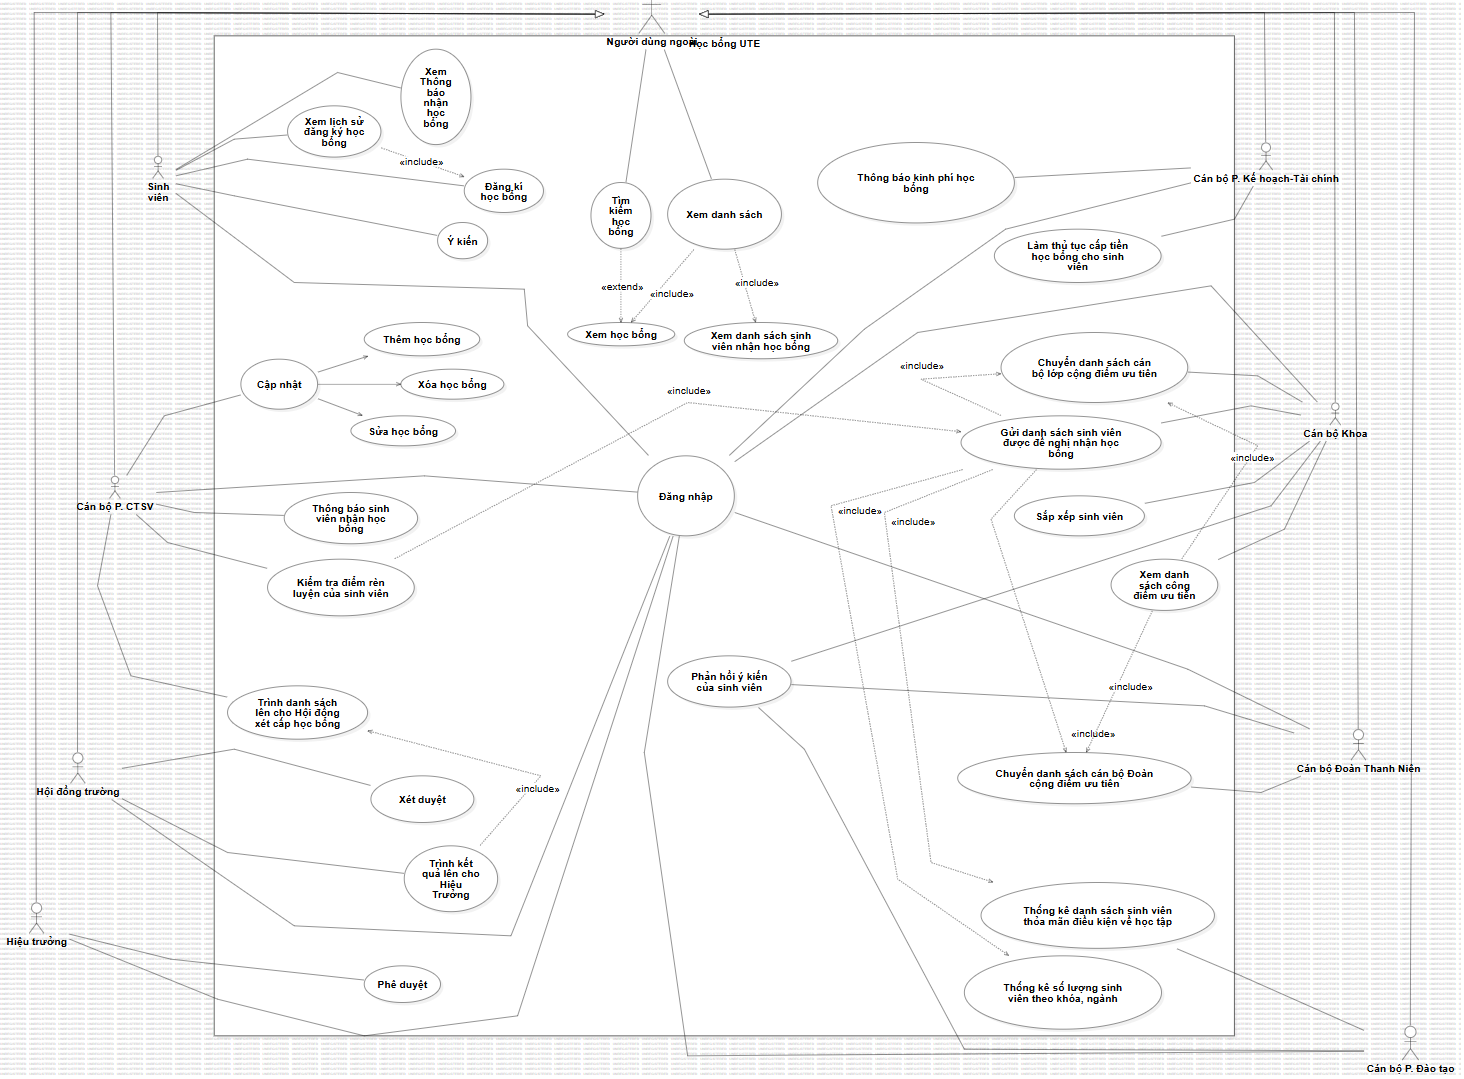 Người dùng ngoài
Học bổng UTE
Xem
Thông
báo
nhận
học
bổng
Xem lịch sử
đăng ký học
bổng
«include»
Đăng kí
học bổng
Ý kiến
Sinh
viên
Tìm
kiếm
học
bổng
Xem danh sách
Thông báo kinh phí học
bổng
Cán bộ P. Kế hoạch-Tài chính
Làm thủ tục cấp tiền
học bổng cho sinh
viên
«extend»
«include»
«include»
Xem học bổng
Xem danh sách sinh
viên nhận học bổng
Thêm học bổng
Cập nhật
Xóa học bổng
Sửa học bổng
«include»
«include»
Chuyển danh sách cán
bộ lớp cộng điểm ưu tiên
Gửi danh sách sinh viên
được đề nghị nhận học
bổng
Cán bộ Khoa
«include»
Đăng nhập
Cán bộ P. CTSV
Thông báo sinh
viên nhận học
bổng
«include»
«include»
Sắp xếp sinh viên
Kiểm tra điểm rèn
luyện của sinh viên
Xem danh
sách cộng
điểm ưu tiên
Phản hồi ý kiến
của sinh viên
«include»
Trình danh sách
lên cho Hội đồng
xét cấp học bổng
«include»
Cán bộ Đoàn Thanh Niên
Chuyển danh sách cán bộ Đoàn
cộng điểm ưu tiên
Hội đồng trường
«include»
Xét duyệt
Trình kết
quả lên cho
Hiệu
Trưởng
Hiệu trưởng
Thống kê danh sách sinh viên
thỏa mãn điều kiện về học tập
Phê duyệt
Thống kê số lượng sinh
viên theo khóa, ngành
Cán bộ P. Đào tạo